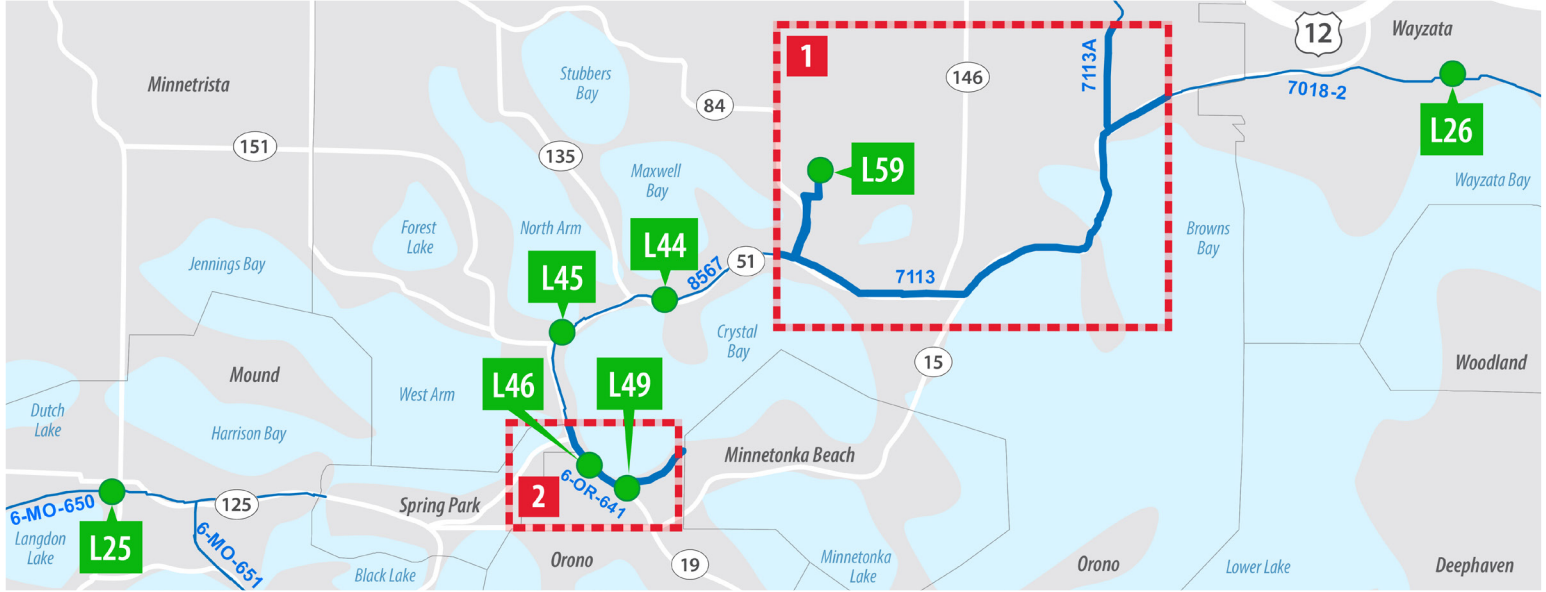 12
Wayzata
1
7113A
Stubbers
Bay
146
Minnetrista
7018-2
84
L26
151
135
L59
Maxwell
Bay
Wayzata Bay
Forest
Lake
North Arm
Browns
Bay
L44
Jennings Bay
51
L45
8567
7113
Crystal
Bay
15
Woodland
Mound
L46
L49
West Arm
Dutch
Lake
Harrison Bay
Minnetonka Beach
6-MO-650
125
Spring Park
2
6-OR-641
Langdon
Lake
L25
6-MO-651
Black Lake
Orono
19
Minnetonka
Lake
Orono
Lower Lake
Deephaven